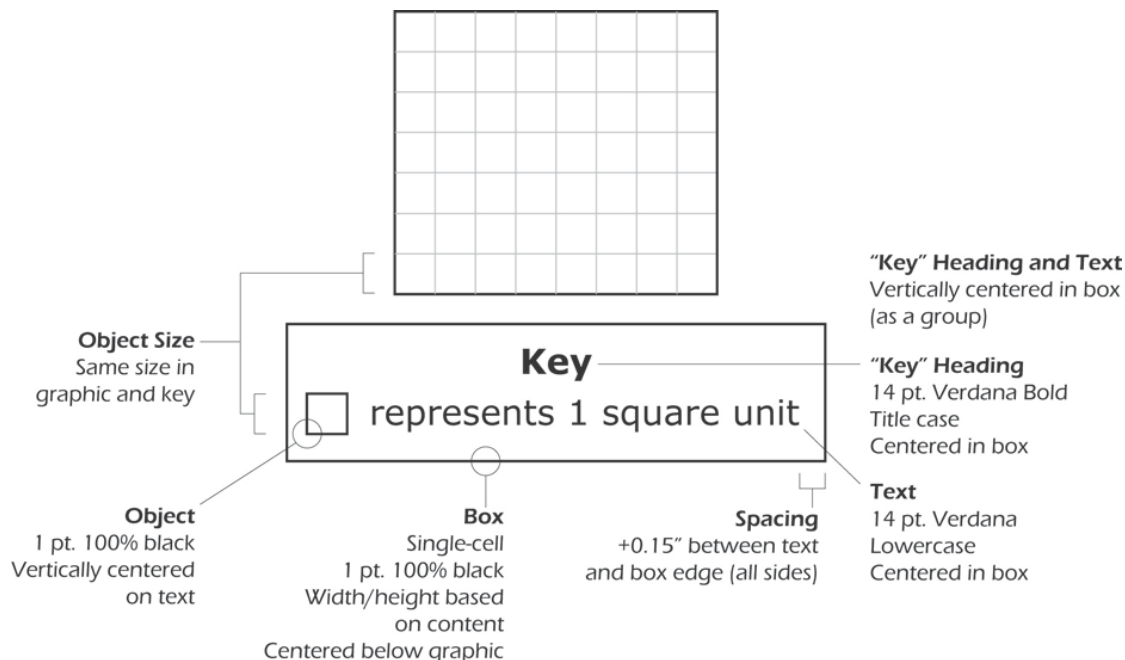 Key
represents 1 square unit
Object Size
Same size in
graphic and key
Object
1 pt. 100% black
Vertically centered
on text
Box
Single-cell
1 pt. 100% black
Width/height based
on content
Centered below graphic
Spacing
+0.15” between text
and box edge (all sides)
“Key” Heading and Text
Vertically centered in box
(as a group)
“Key” Heading
14 pt. Verdana Bold
Title case
Centered in box
Text
14 pt. Verdana
Lowercase
Centered in box